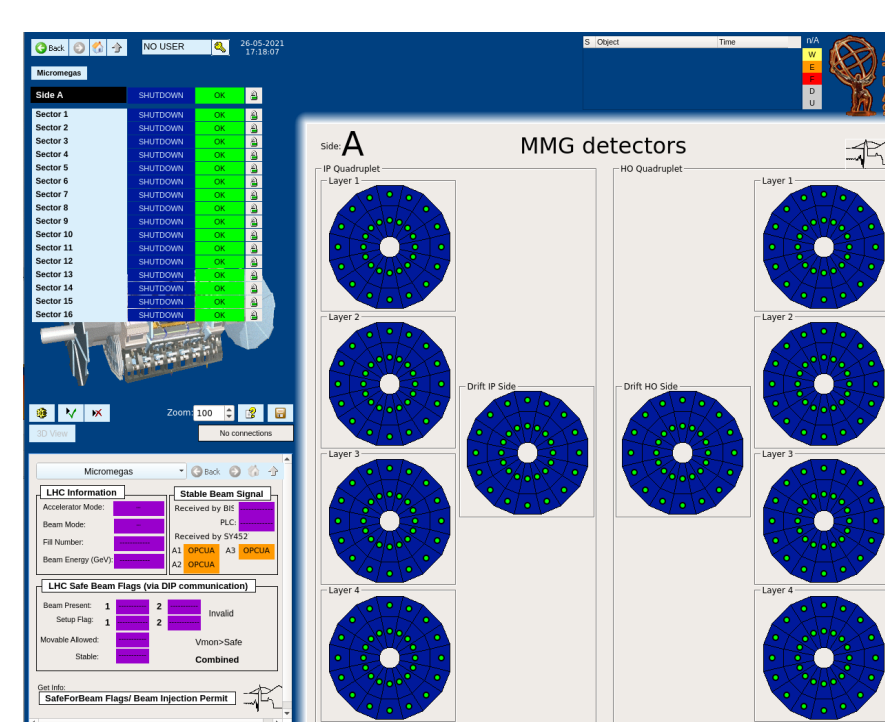 Back
NO USER
26-05-2021
17:18:07
S Object Time
n/A
W
E
F
D
U
Micromegas
Side A SHUTDOWN OK
Sector 1 SHUTDOWN OK
Sector 2 SHUTDOWN OK
Sector 3 SHUTDOWN OK
Sector 4 SHUTDOWN OK
Sector 5 SHUTDOWN OK
Sector 6 SHUTDOWN OK
Sector 7 SHUTDOWN OK
Sector 8 SHUTDOWN OK
Sector 9 SHUTDOWN OK
Sector 10 SHUTDOWN OK
Sector 11 SHUTDOWN OK
Sector 12 SHUTDOWN OK
Sector 13 SHUTDOWN OK
Sector 14 SHUTDOWN OK
Sector 15 SHUTDOWN OK
Sector 16 SHUTDOWN OK
Zoom: 100
3D View
No connections
Micromegas
Back
LHC Information
Accelerator Mode:
Beam Mode:
Fill Number:
Beam Energy (GeV):
Stable Beam Signal
Received by BIS
PLC:
Received by SY452
A1 OPCUA A3 OPCUA
A2 OPCUA
LHC Safe Beam Flags (via DIP communication)
Beam Present: 1 2
Invalid
Setup Flag: 1 2
Movable Allowed:
Vmon>Safe
Stable:
Combined
Get Info:
SafeForBeam Flags/ Beam Injection Permit
Side: A
MMG detectors
IP Quadruplet
Layer 1
Layer 2
Layer 3
Layer 4
Drift IP Side
HO Quadruplet
Drift HO Side
Layer 1
Layer 2
Layer 3
Layer 4